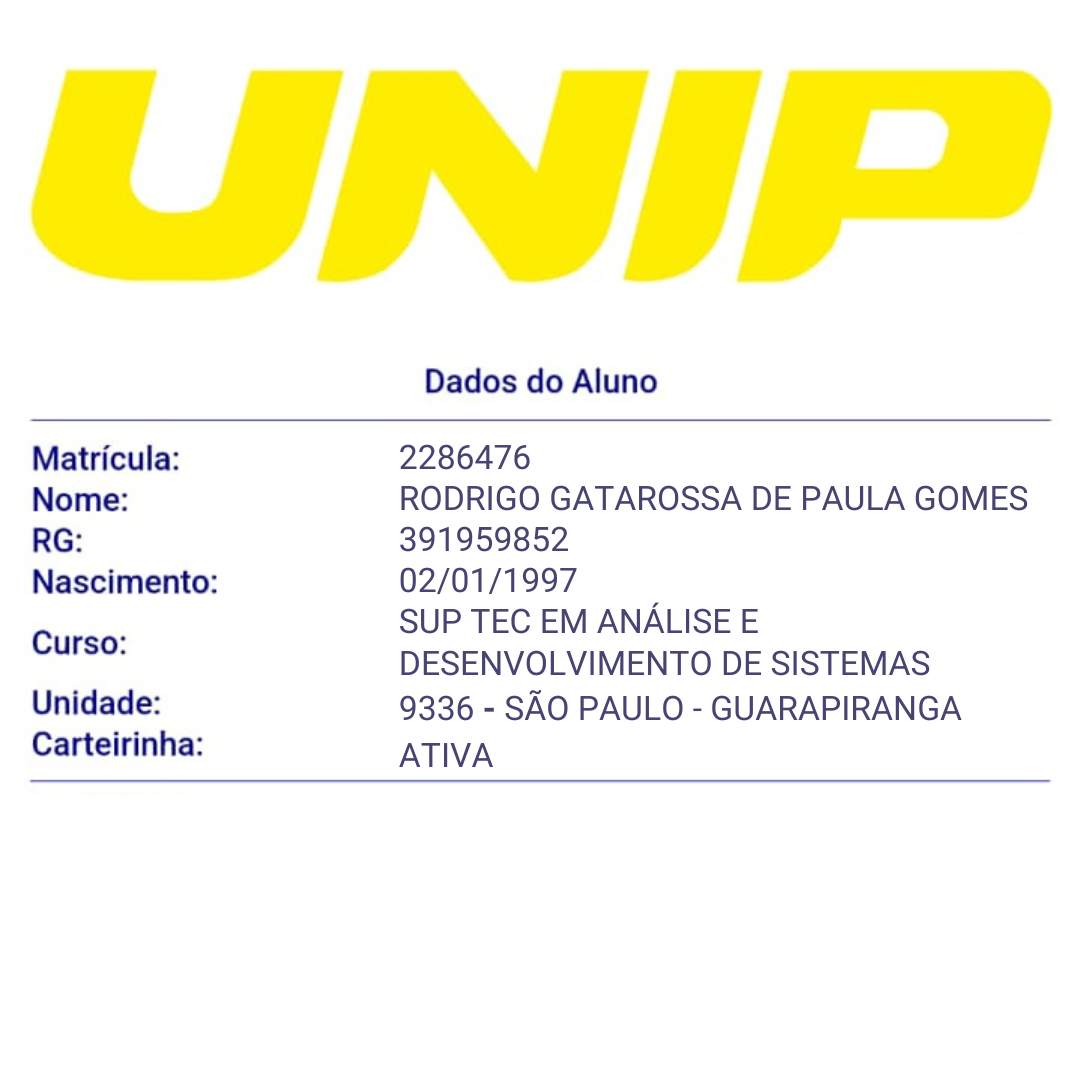 UNIP
Dados do Aluno
Matrícula: 2286476
Nome: RODRIGO GATAROSSA DE PAULA GOMES
RG: 391959852
Nascimento: 02/01/1997
Curso: SUP TEC EM ANÁLISE E
DESENVOLVIMENTO DE SISTEMAS
Unidade: 9336 - SÃO PAULO - GUARAPIRANGA
Carteirinha: ATIVA